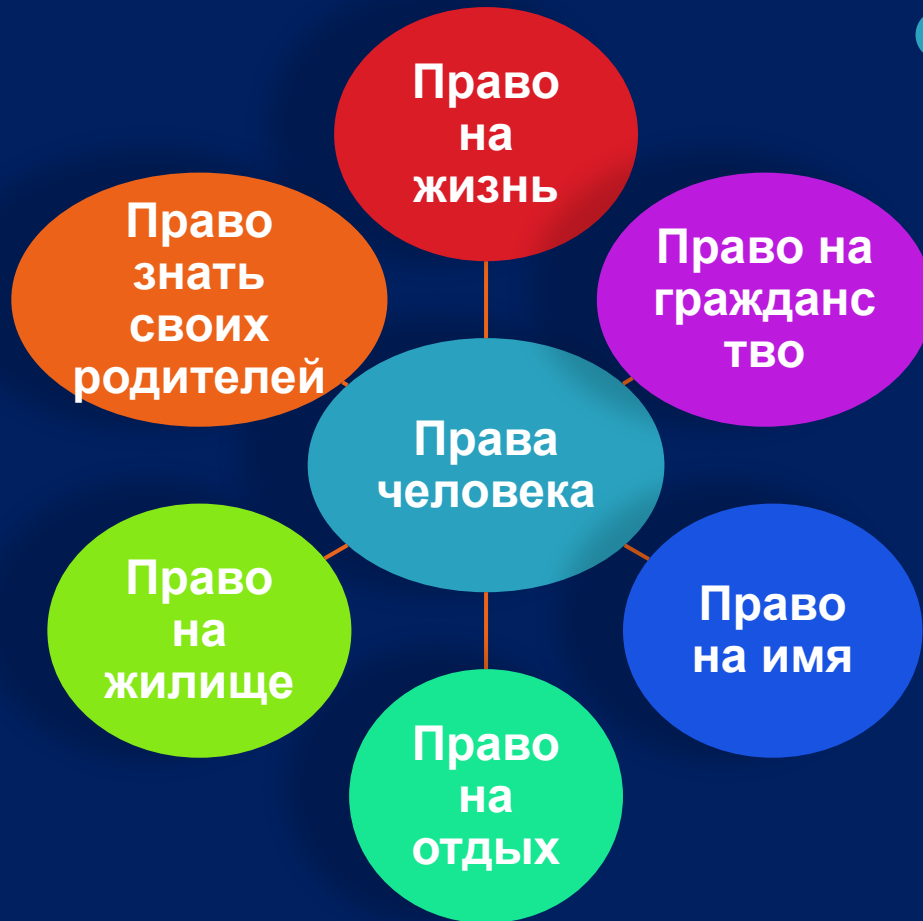 Право
на
жизнь
Право на
гражданс
тво
Право
на имя
Право
на
отдых
Право
на
жилище
Право
знать
своих
родителей
Права
человека